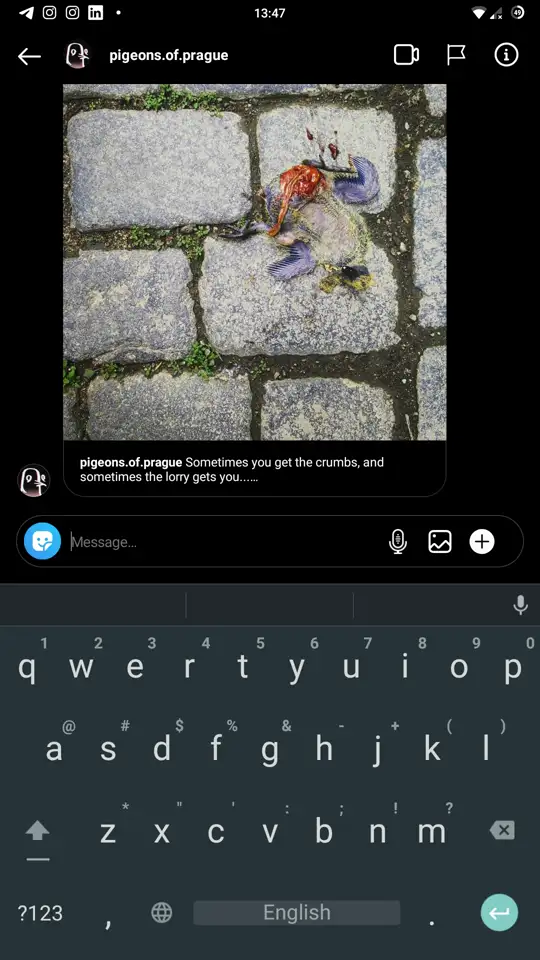 13:47
49
pigeons.of.prague
pigeons.of.prague Sometimes you get the crumbs, and
sometimes the lorry gets you......
Message...
1 2 3 4 5 6 7 8 9 0
q w e r t y u i o p
@ # $ % & - + ( )
a s d f g h j k l
* " ' : ; ! ?
z x c v b n m
?123 , English .